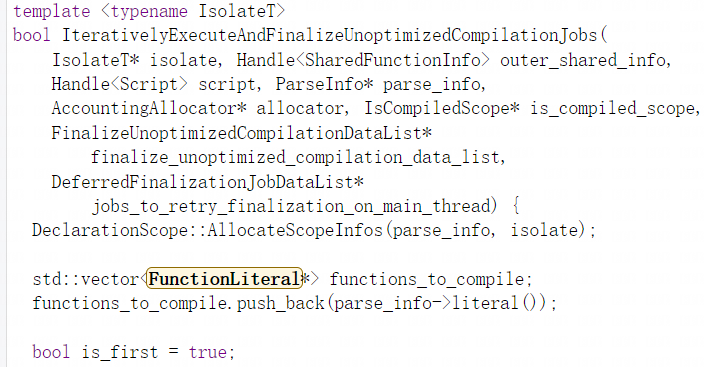 template <typename IsolateT>
bool IterativelyExecuteAndFinalizeUnoptimizedCompilationJobs(
    IsolateT* isolate, Handle<SharedFunctionInfo> outer_shared_info,
    Handle<Script> script, ParseInfo* parse_info,
    AccountingAllocator* allocator, IsCompiledScope* is_compiled_scope,
    FinalizeUnoptimizedCompilationDataList*
        finalize_unoptimized_compilation_data_list,
    DeferredFinalizationJobDataList*
        jobs_to_retry_finalization_on_main_thread) {
  DeclarationScope::AllocateScopeInfos(parse_info, isolate);

  std::vector<FunctionLiteral*> functions_to_compile;
  functions_to_compile.push_back(parse_info->literal());

  bool is_first = true;